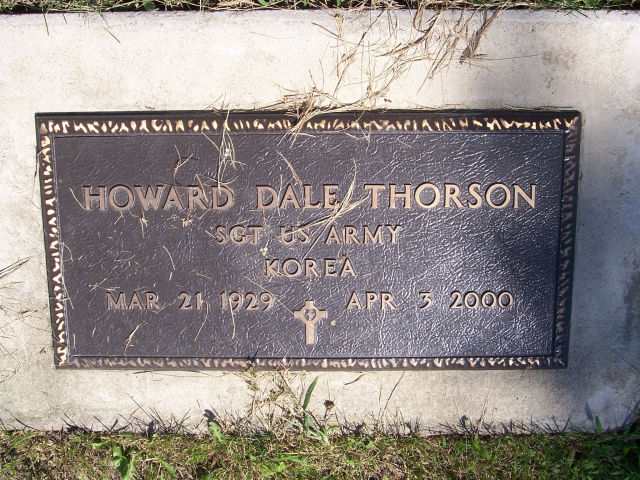 HOWARD DALE THORSON
SGT US ARMY
KOREA
MAR 21 1929 APR 3 2000